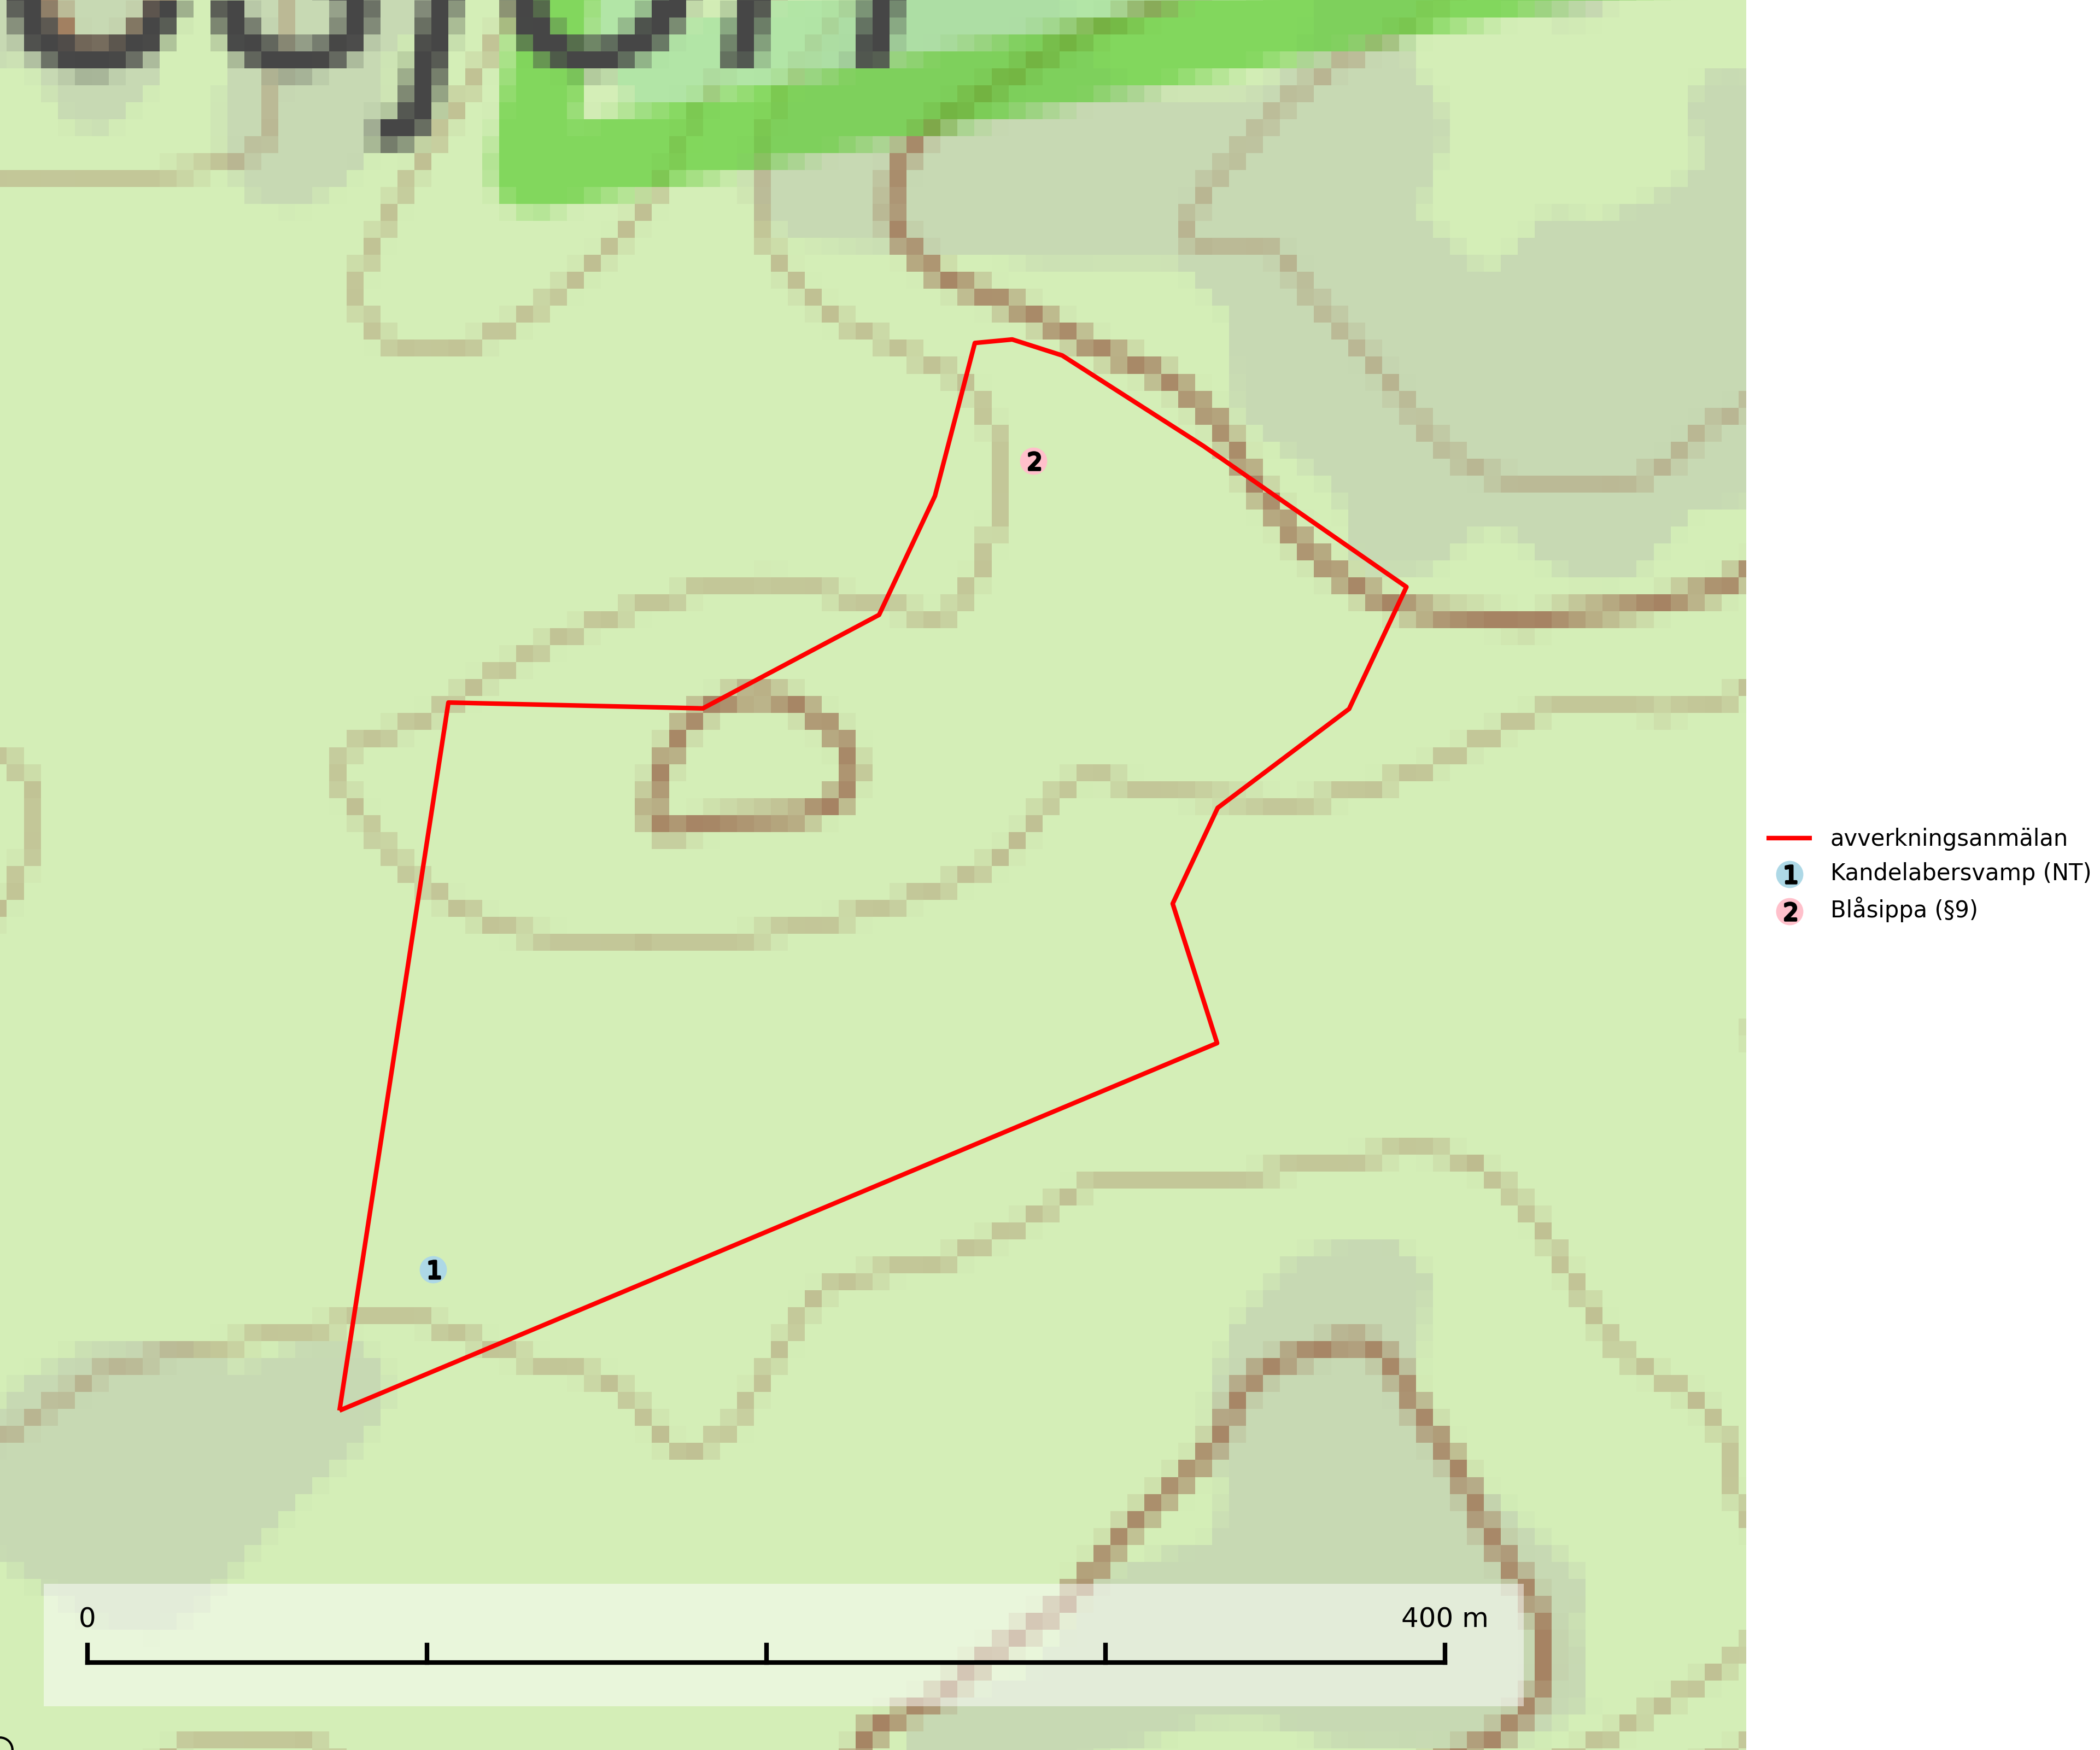 2
avverkningsanmälan
1 Kandelabersvamp (NT)
2 Blåsippa (§9)
1
0 400 m